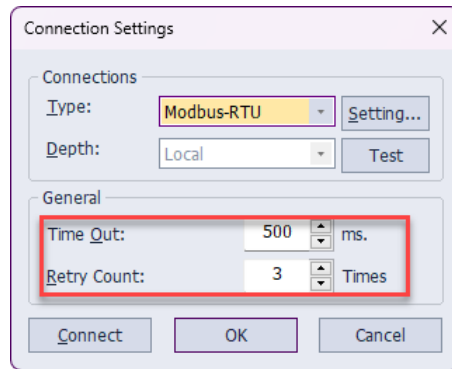 Connection Settings
Connections
Type: Modbus-RTU Setting...
Depth: Local Test
General
Time Out: 500 ms.
Retry Count: 3 Times
Connect OK Cancel